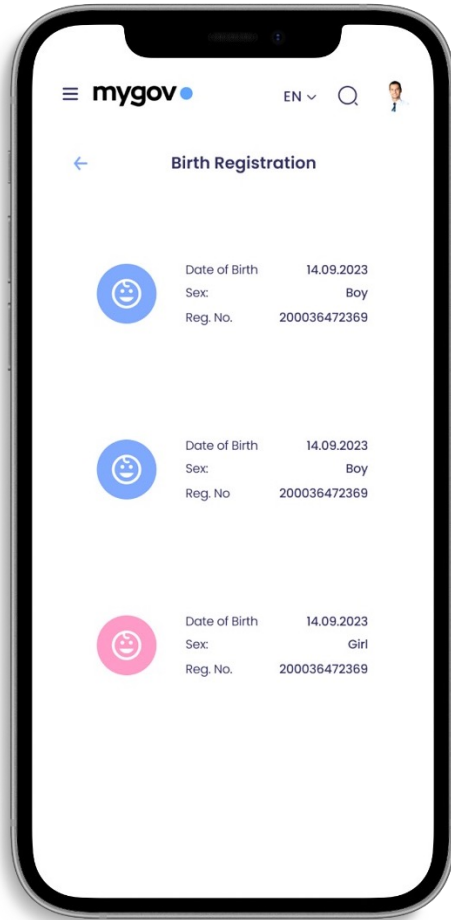 mygov
EN
Birth Registration
Date of Birth 14.09.2023
Sex: Boy
Reg. No. 200036472369
Date of Birth 14.09.2023
Sex: Boy
Reg. No 200036472369
Date of Birth 14.09.2023
Sex: Girl
Reg. No. 200036472369